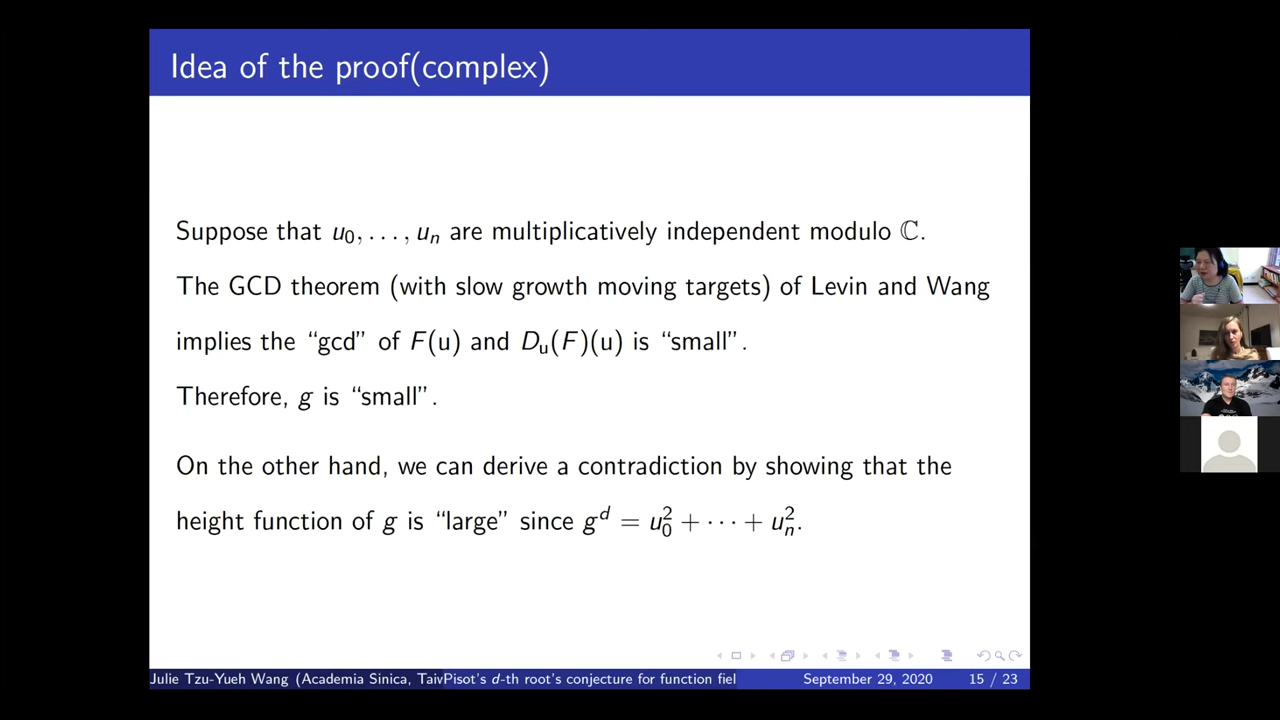 Idea of the proof(complex)
Suppose that u₀, . . . , uₙ are multiplicatively independent modulo ℂ.
The GCD theorem (with slow growth moving targets) of Levin and Wang
implies the “gcd” of F(u) and Dᵤ(F)(u) is “small”.
Therefore, g is “small”.
On the other hand, we can derive a contradiction by showing that the
height function of g is “large” since gᵈ = u₀² + · · · + uₙ².
Julie Tzu-Yueh Wang (Academia Sinica, Taiv
Pisot's d-th root's conjecture for function fiel
September 29, 2020
15 / 23